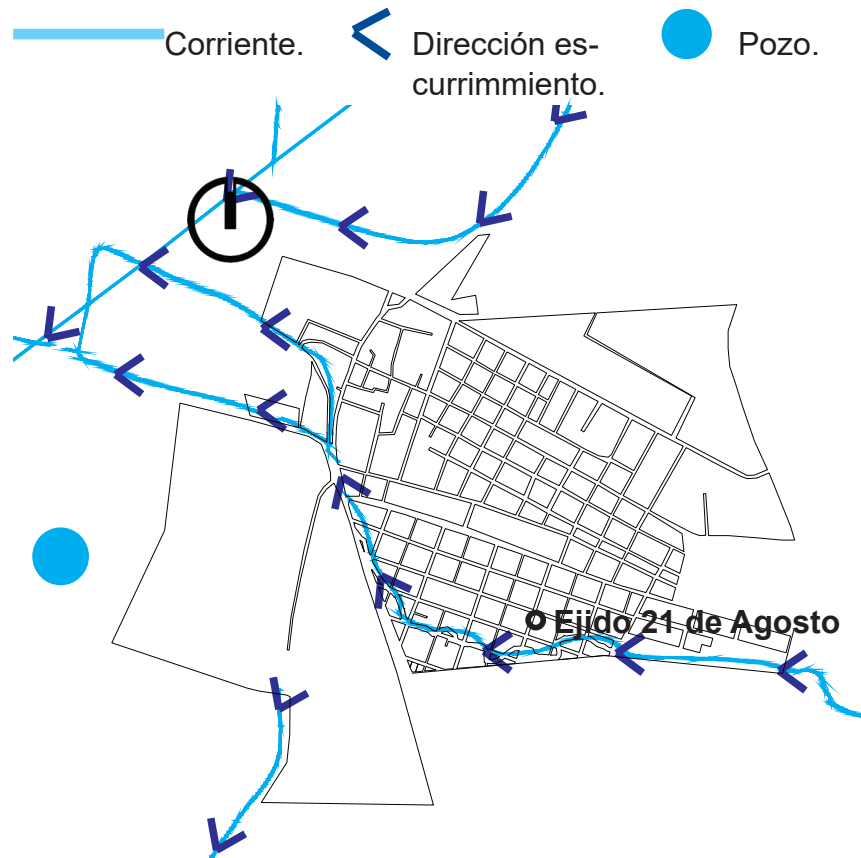 Corriente.
Dirección es-
currimmiento.
Pozo.
Ejido 21 de Agosto